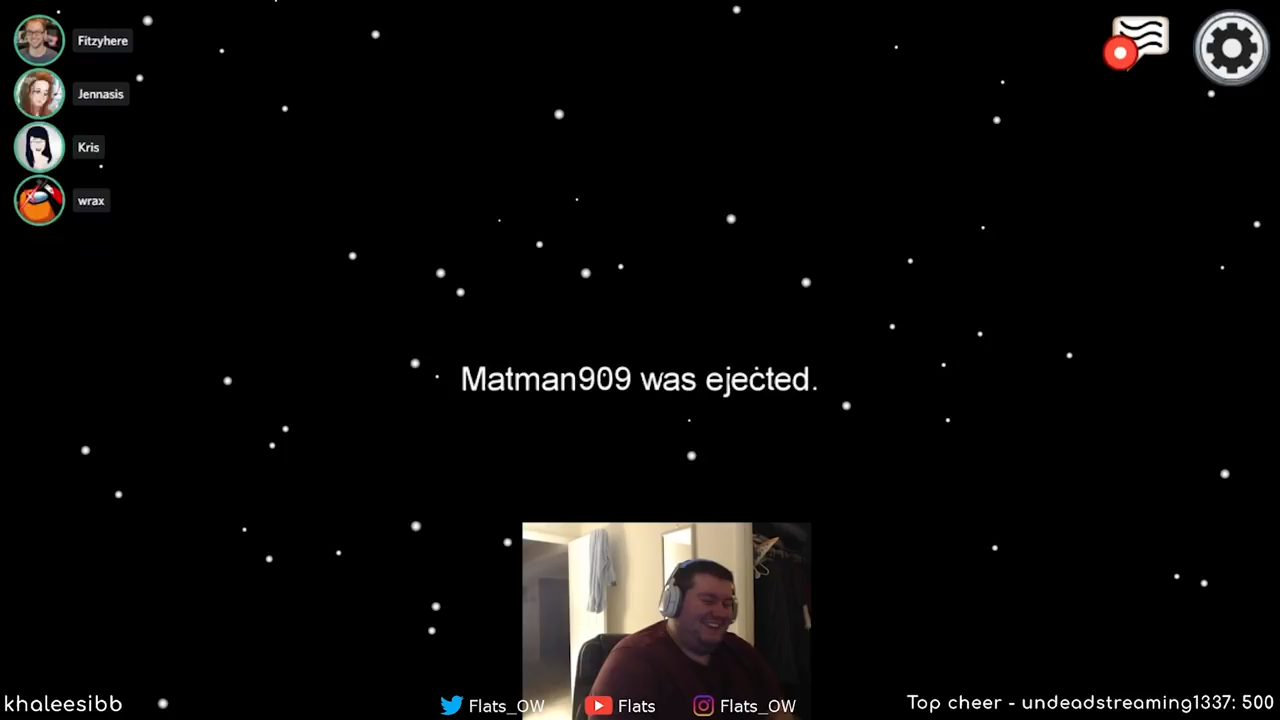 Fitzyhere
Jennasis
Kris
wrax
Matman909 was ejected.
khaleesibb
Flats_OW
Flats
Flats_OW
Top cheer - undeadstreaming1337: 500